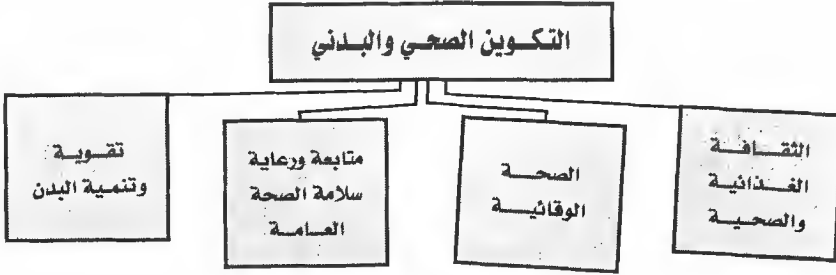 التكوين الصحي والبدني
الثقافة
الغذائية
والصحية
الصحة
الوقائية
متابعة ورعاية
سلامة الصحة
العامة
تقوية
وتنمية البدن